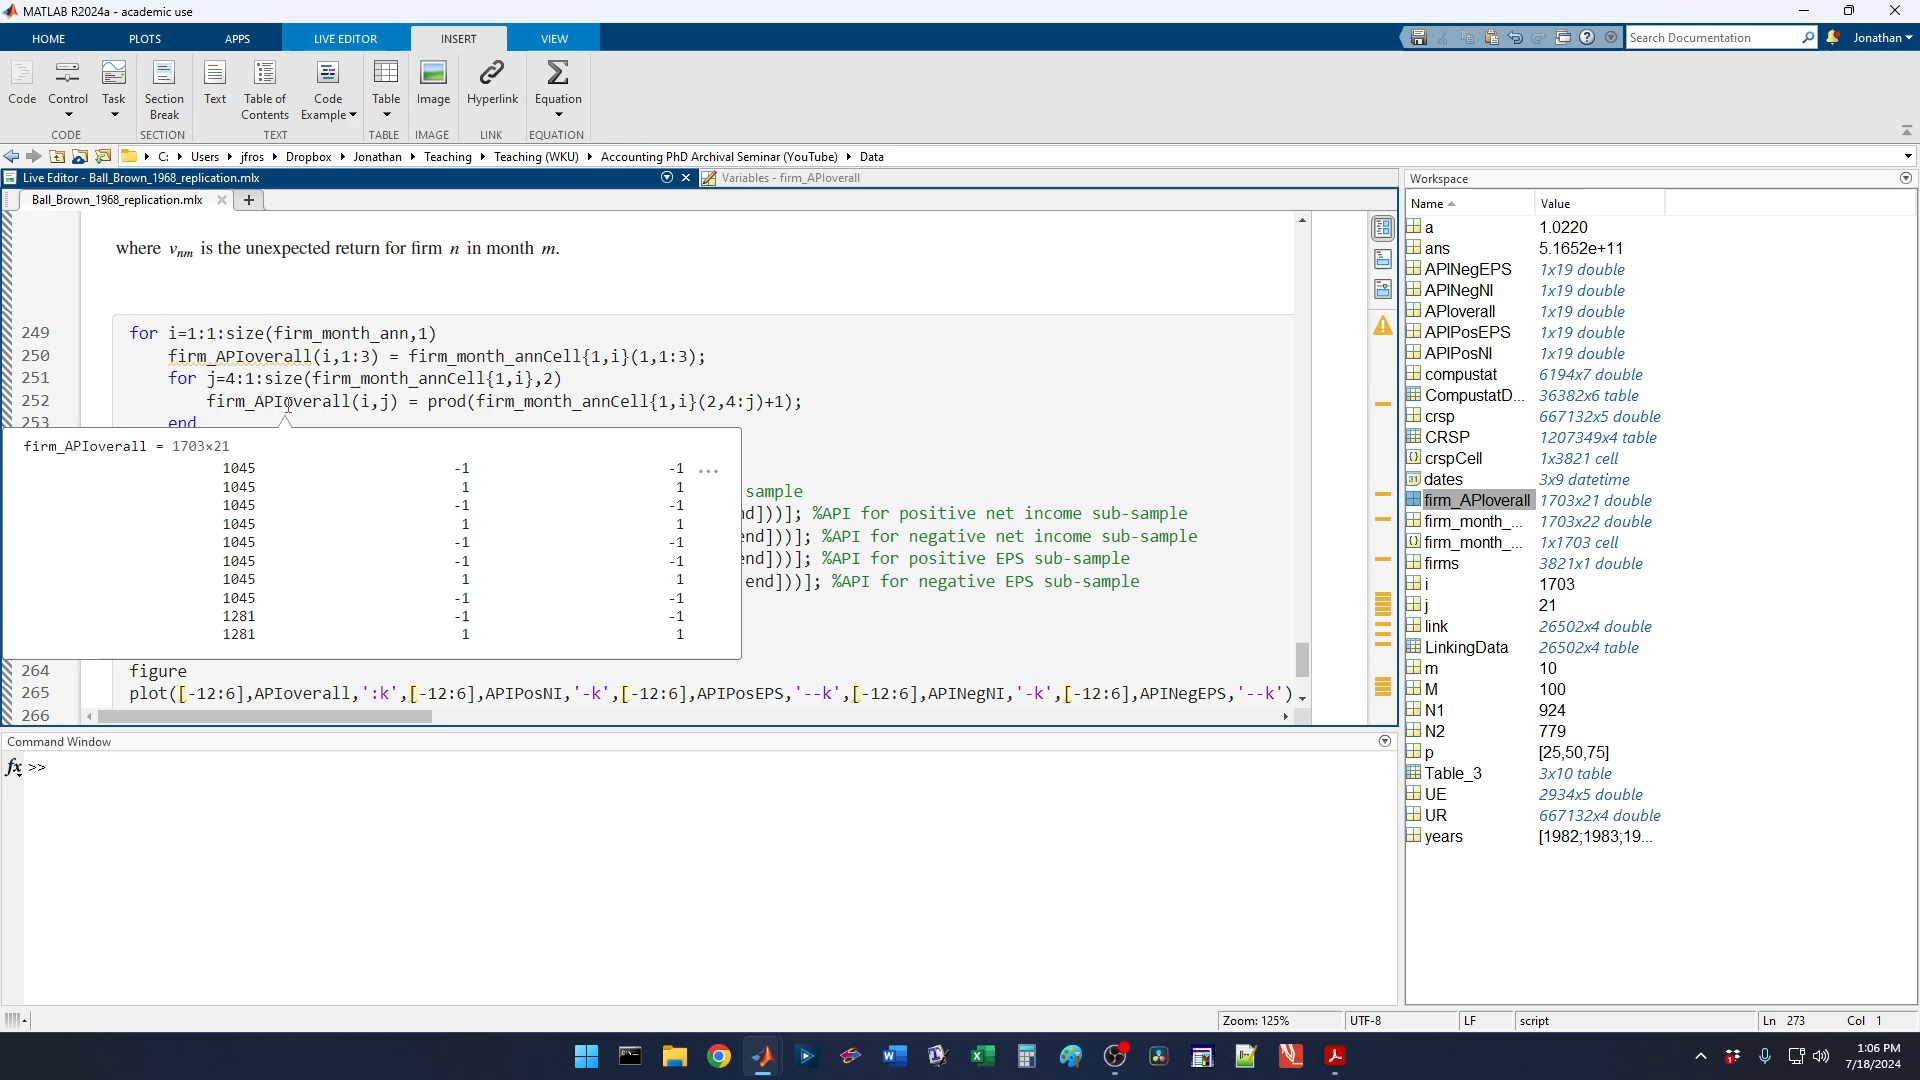 MATLAB R2024a - academic use
HOME PLOTS APPS LIVE EDITOR INSERT VIEW
Search Documentation
Jonathan
Code Control Task Section Break Text Table of Contents Code Example Table Image Hyperlink Equation
CODE SECTION TEXT TABLE IMAGE LINK EQUATION
C: Users jfros Dropbox Jonathan Teaching Teaching (WKU) Accounting PhD Archival Seminar (YouTube) Data
Live Editor - Ball_Brown_1968_replication.mlx
Variables - firm_APIoverall
Ball_Brown_1968_replication.mlx
where vnm is the unexpected return for firm n in month m.
249 for i=1:1:size(firm_month_ann,1)
250 firm_APIoverall(i,1:3) = firm_month_annCell{1,i}(1,1:3);
251 for j=4:1:size(firm_month_annCell{1,i},2)
252 firm_APIoverall(i,j) = prod(firm_month_annCell{1,i}(2,4:j)+1);
253 end
firm_APIoverall = 1703×21
1045 -1 -1 ...
1045 1 1
1045 -1 -1
1045 1 1
1045 -1 -1
1045 -1 -1
1045 1 1
1045 -1 -1
1281 -1 -1
1281 1 1
sample
nd]))]; %API for positive net income sub-sample
end]))]; %API for negative net income sub-sample
end]))]; %API for positive EPS sub-sample
end]))]; %API for negative EPS sub-sample
264 figure
265 plot([-12:6],APIoverall,':k',[-12:6],APIPosNI,'-k',[-12:6],APIPosEPS,'--k',[-12:6],APINegNI,'-k',[-12:6],APINegEPS,'--k')
266
Command Window
fx >>
Workspace
Name Value
a 1.0220
ans 5.1652e+11
APINegEPS 1x19 double
APINegNI 1x19 double
APIoverall 1x19 double
APIPosEPS 1x19 double
APIPosNI 1x19 double
compustat 6194x7 double
CompustatD... 36382x6 table
crsp 667132x5 double
CRSP 1207349x4 table
crspCell 1x3821 cell
dates 3x9 datetime
firm_APIoverall 1703x21 double
firm_month_... 1703x22 double
firm_month_... 1x1703 cell
firms 3821x1 double
i 1703
j 21
link 26502x4 double
LinkingData 26502x4 table
m 10
M 100
N1 924
N2 779
p [25,50,75]
Table_3 3x10 table
UE 2934x5 double
UR 667132x4 double
years [1982;1983;19...
Zoom: 125% UTF-8 LF script Ln 273 Col 1
1:06 PM
7/18/2024